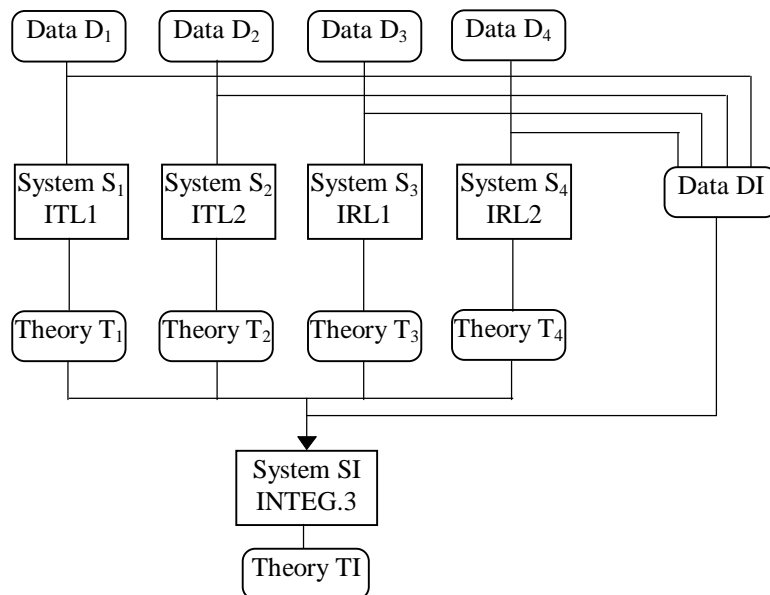 Data D₁
Data D₂
Data D₃
Data D₄
System S₁
ITL1
System S₂
ITL2
System S₃
IRL1
System S₄
IRL2
Data DI
Theory T₁
Theory T₂
Theory T₃
Theory T₄
System SI
INTEG.3
Theory TI